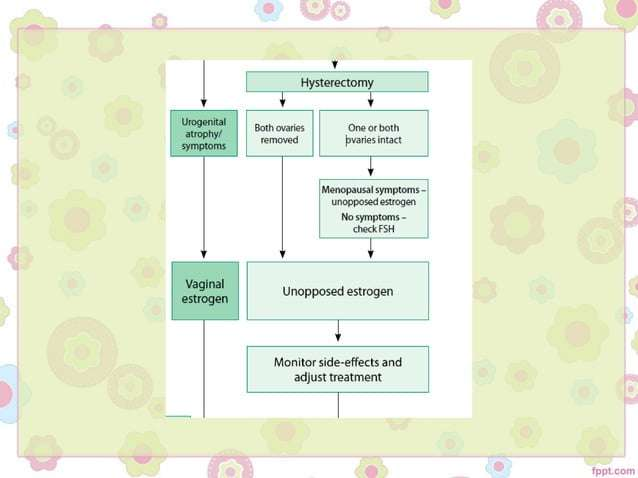 Hysterectomy
Urogenital
atrophy/
symptoms
Both ovaries
removed
One or both
ovaries intact
Menopausal symptoms –
unopposed estrogen
No symptoms –
check FSH
Vaginal
estrogen
Unopposed estrogen
Monitor side-effects and
adjust treatment
fppt.com